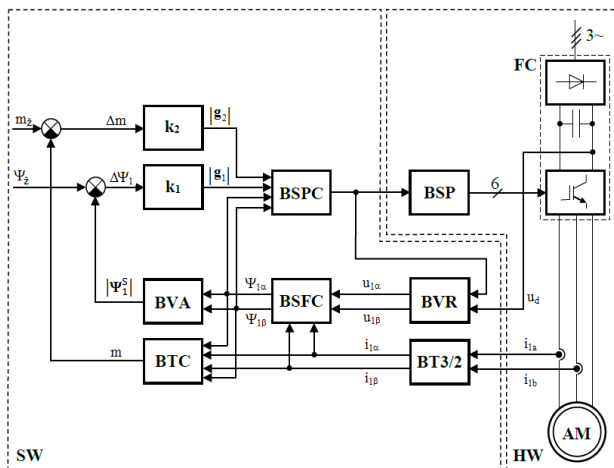 3~
FC
m_ž
Δm
k₂
|g₂|
Ψ_ž
ΔΨ₁
k₁
|g₁|
BSPC
BSP
6
|Ψ₁ˢ|
BVA
Ψ₁α
Ψ₁β
BSFC
u₁α
u₁β
BVR
u_d
m
BTC
i₁α
i₁β
BT3/2
i₁a
i₁b
AM
SW
HW